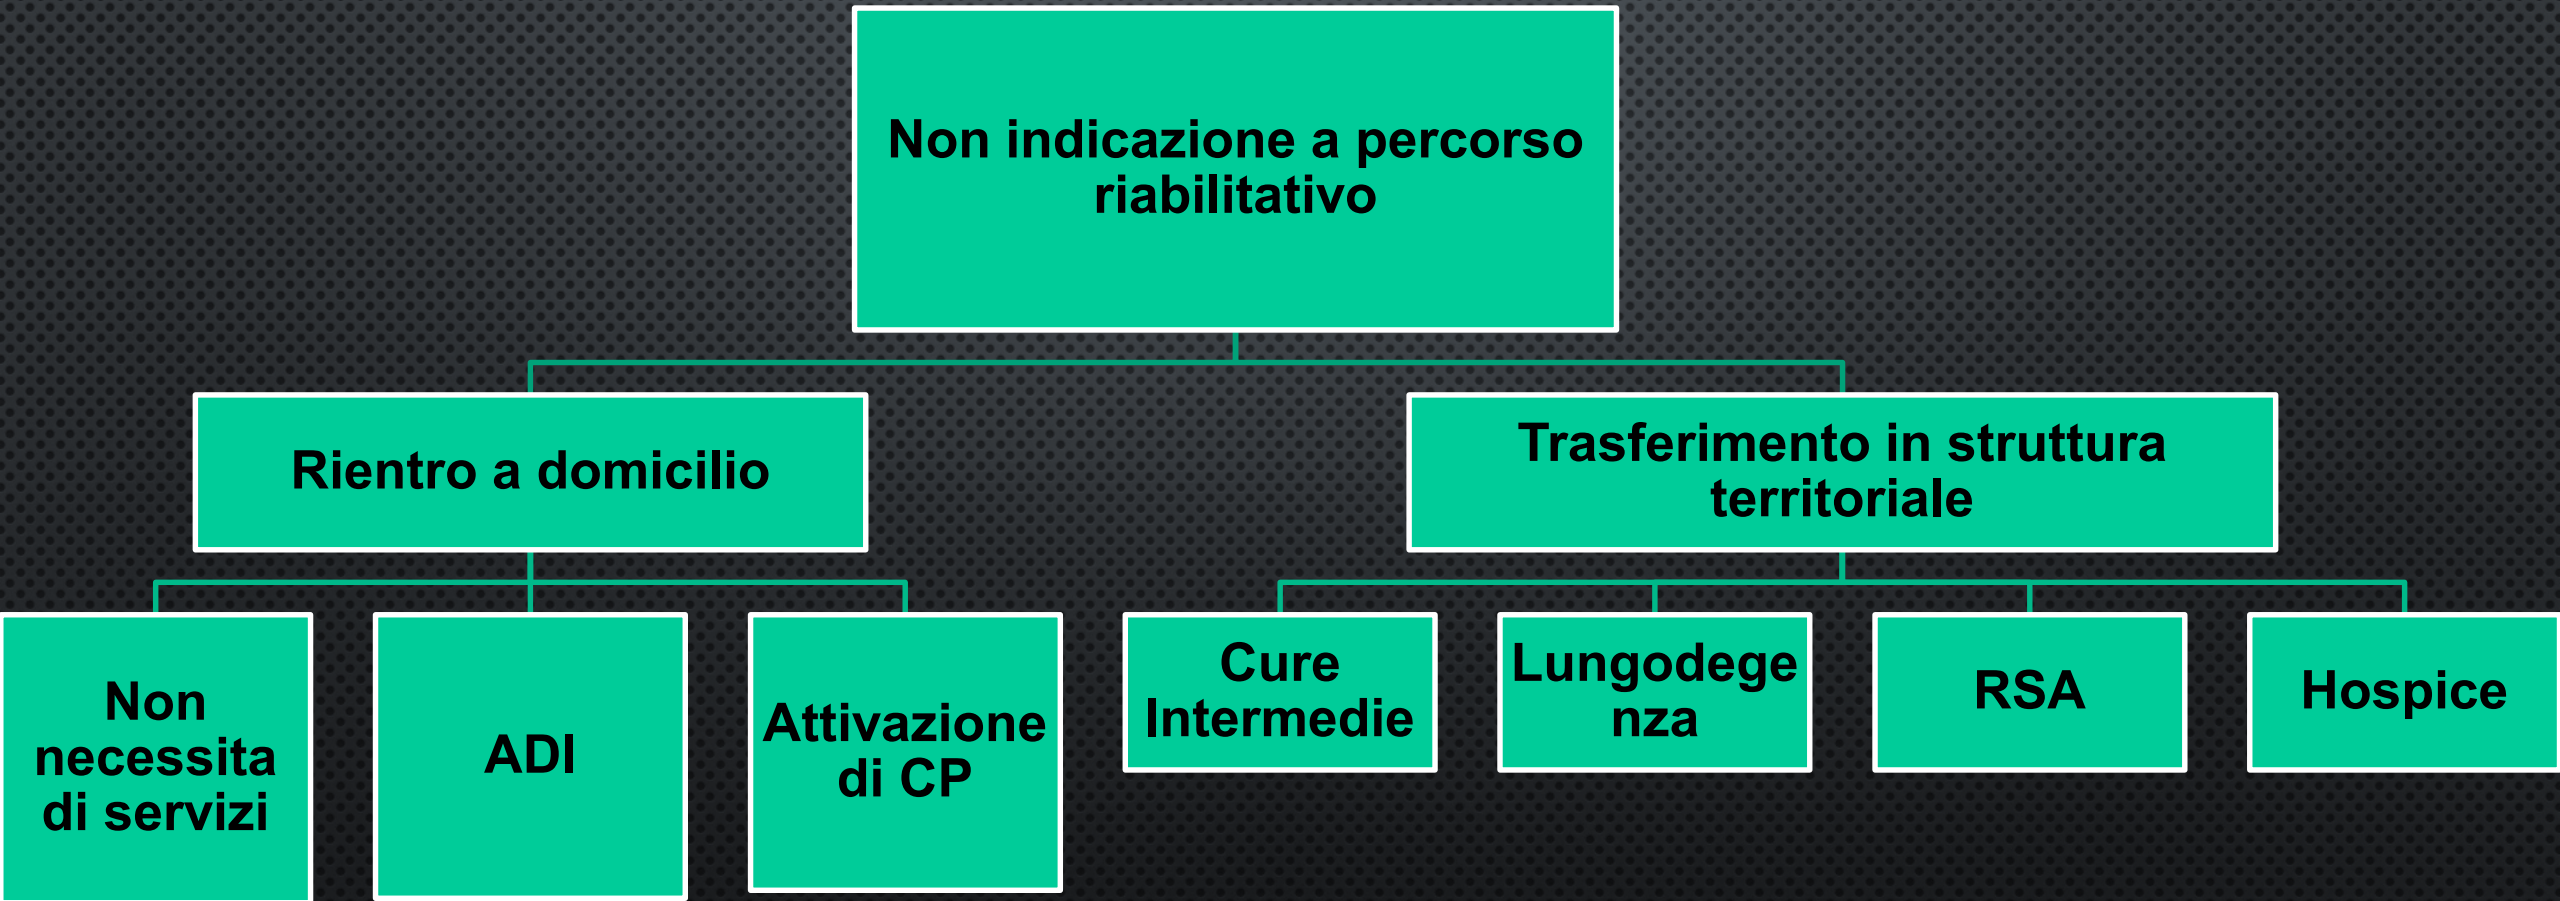 Non indicazione a percorso
riabilitativo
Rientro a domicilio
Trasferimento in struttura
territoriale
Non
necessita
di servizi
ADI
Attivazione
di CP
Cure
Intermedie
Lungodege
nza
RSA
Hospice